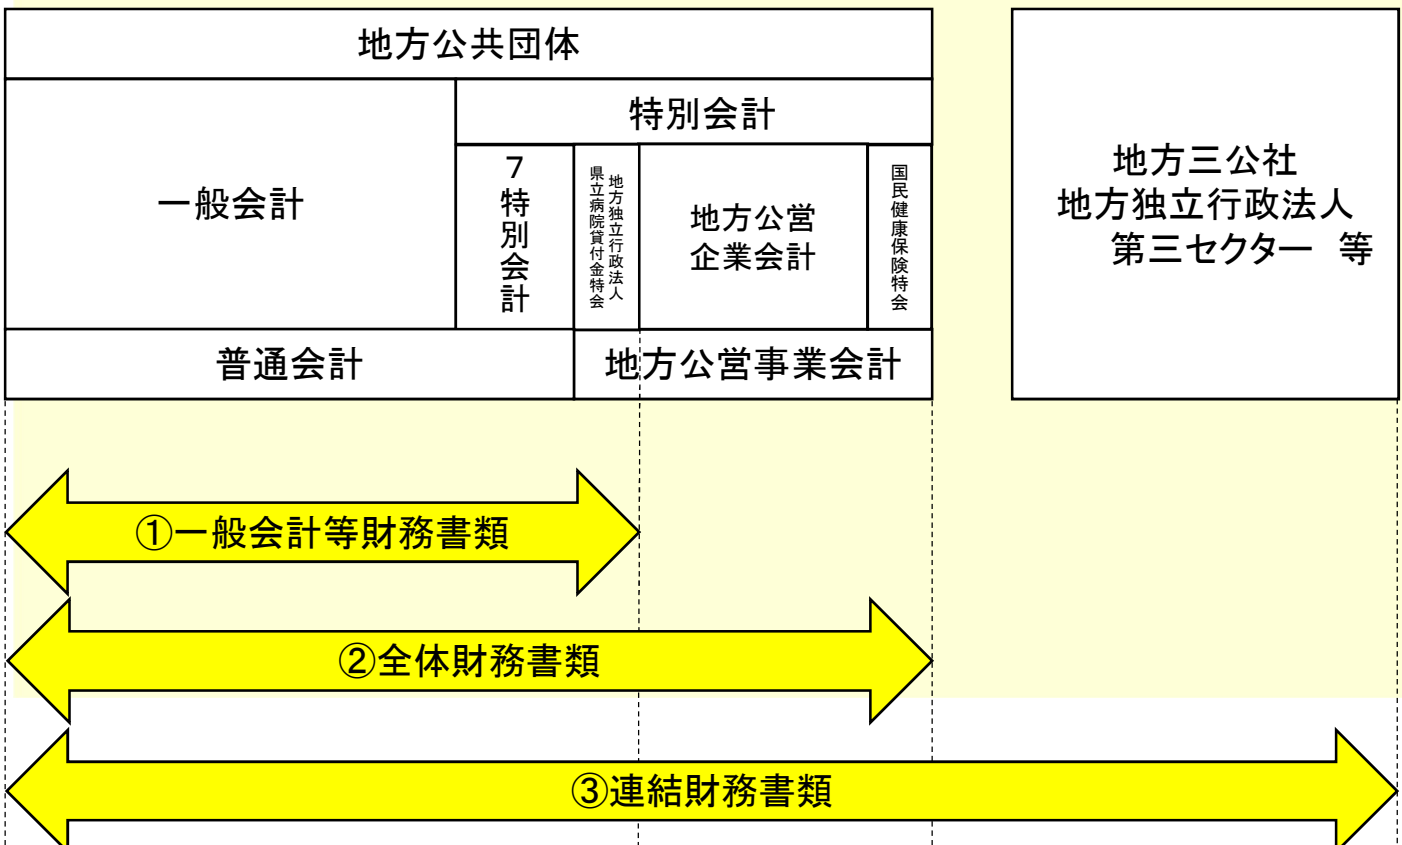 地方公共団体
一般会計
特別会計
7特別会計
地方独立行政法人
県立病院貸付金特会
地方公営
企業会計
国民健康保険特会
普通会計
地方公営事業会計
地方三公社
地方独立行政法人
第三セクター 等
①一般会計等財務書類
②全体財務書類
③連結財務書類